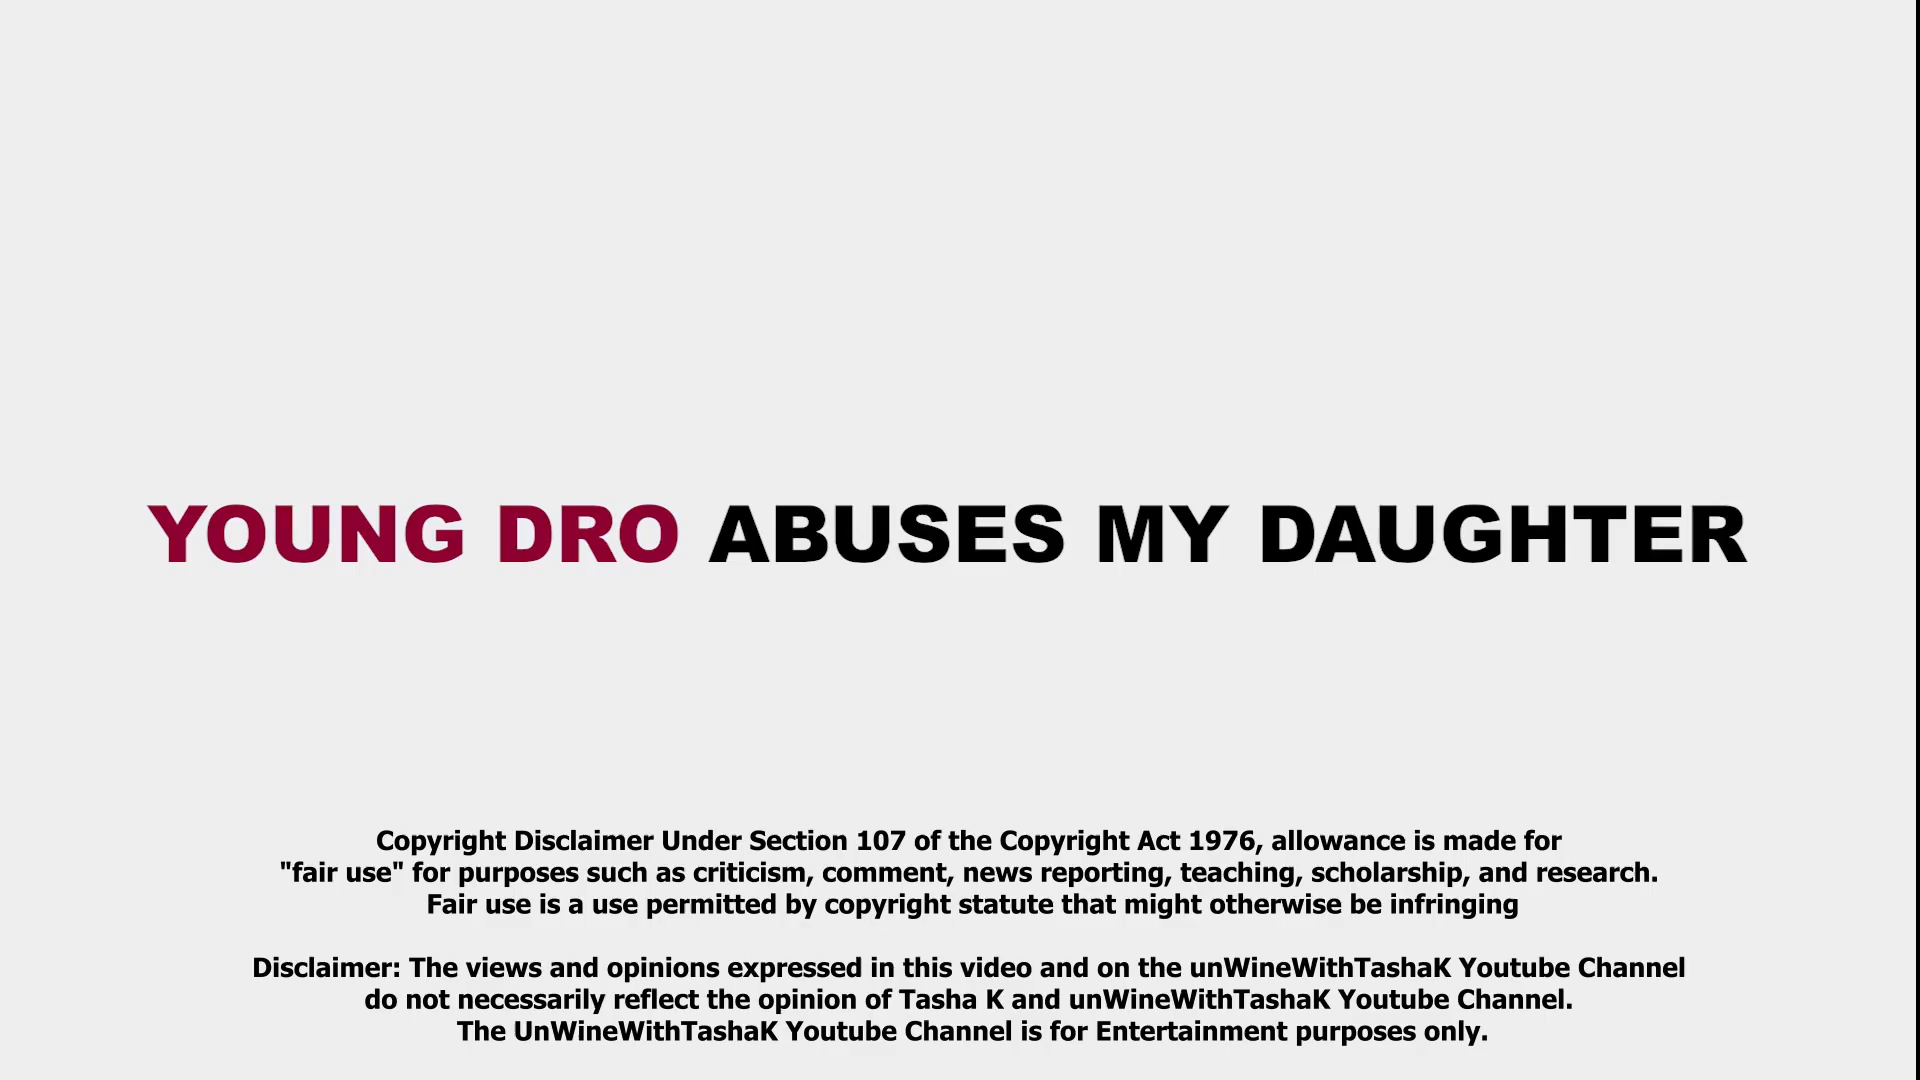 YOUNG DRO ABUSES MY DAUGHTER
Copyright Disclaimer Under Section 107 of the Copyright Act 1976, allowance is made for
"fair use" for purposes such as criticism, comment, news reporting, teaching, scholarship, and research.
Fair use is a use permitted by copyright statute that might otherwise be infringing
Disclaimer: The views and opinions expressed in this video and on the unWineWithTashaK Youtube Channel
do not necessarily reflect the opinion of Tasha K and unWineWithTashaK Youtube Channel.
The UnWineWithTashaK Youtube Channel is for Entertainment purposes only.